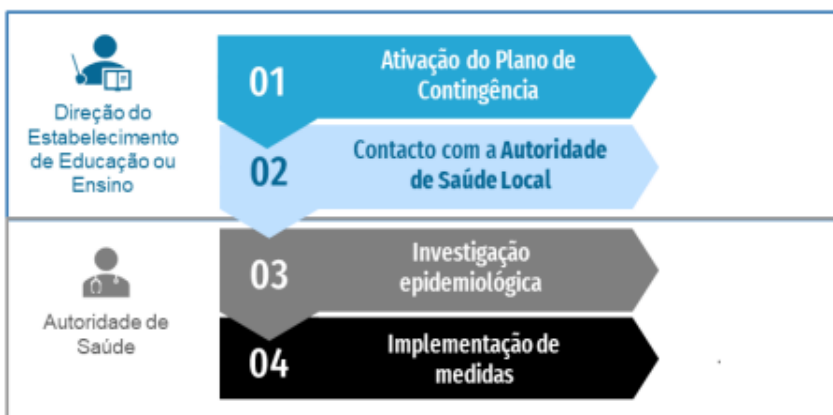 Direção do
Estabelecimento
de Educação ou
Ensino
01
Ativação do Plano de
Contingência
02
Contacto com a Autoridade
de Saúde Local
Autoridade de
Saúde
03
Investigação
epidemiológica
04
Implementação de
medidas